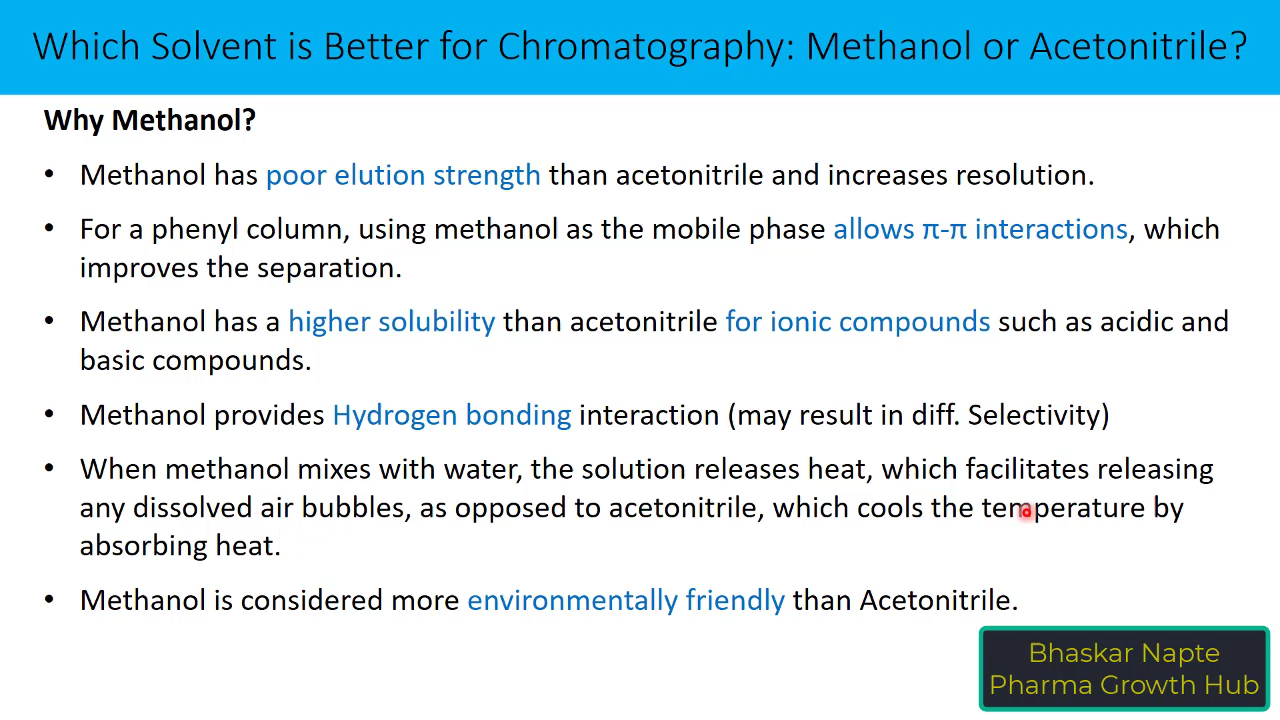 Which Solvent is Better for Chromatography: Methanol or Acetonitrile?
Why Methanol?
• Methanol has poor elution strength than acetonitrile and increases resolution.
• For a phenyl column, using methanol as the mobile phase allows π-π interactions, which
improves the separation.
• Methanol has a higher solubility than acetonitrile for ionic compounds such as acidic and
basic compounds.
• Methanol provides Hydrogen bonding interaction (may result in diff. Selectivity)
• When methanol mixes with water, the solution releases heat, which facilitates releasing
any dissolved air bubbles, as opposed to acetonitrile, which cools the temperature by
absorbing heat.
• Methanol is considered more environmentally friendly than Acetonitrile.
Bhaskar Napte
Pharma Growth Hub